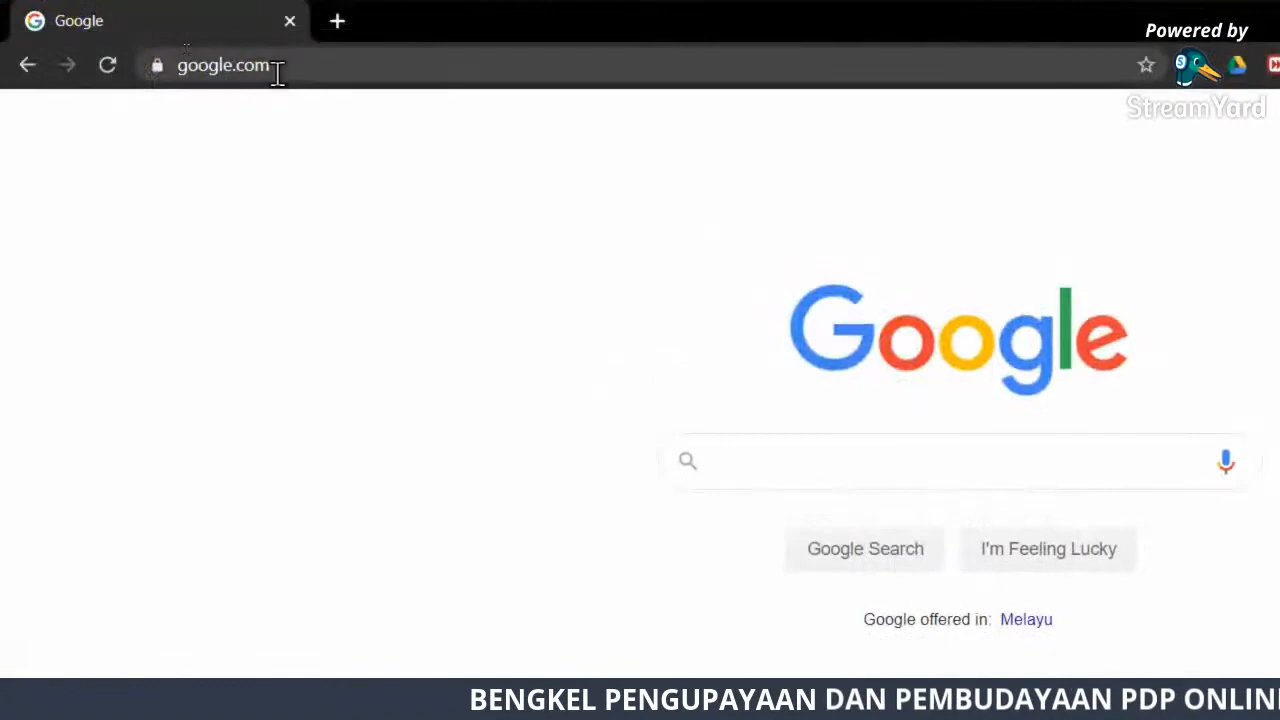 Google
Powered by
google.com
StreamYard
Google
Google Search
I'm Feeling Lucky
Google offered in: Melayu
BENGKEL PENGUPAYAAN DAN PEMBUDAYAAN PDP ONLIN